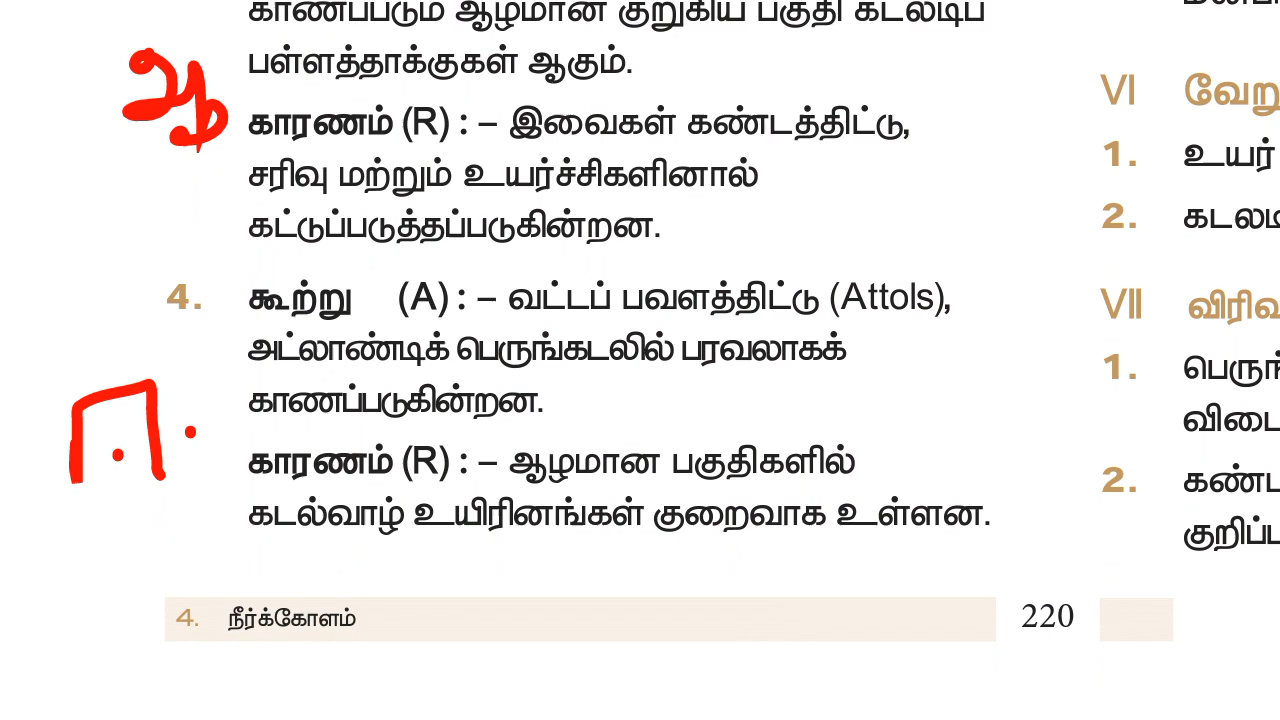 காணப்படும் ஆழமான குறுகிய பகுதி கடலடிப்
பள்ளத்தாக்குகள் ஆகும்.
ஆ
காரணம் (R) : – இவைகள் கண்டத்திட்டு,
சரிவு மற்றும் உயர்ச்சிகளினால்
கட்டுப்படுத்தப்படுகின்றன.
4. கூற்று (A) : – வட்டப் பவளத்திட்டு (Attols),
அட்லாண்டிக் பெருங்கடலில் பரவலாகக்
காணப்படுகின்றன.
காரணம் (R) : – ஆழமான பகுதிகளில்
கடல்வாழ் உயிரினங்கள் குறைவாக உள்ளன.
4. நீர்க்கோளம்
220
VI
1. உயர்
2.
VII
1.
2.